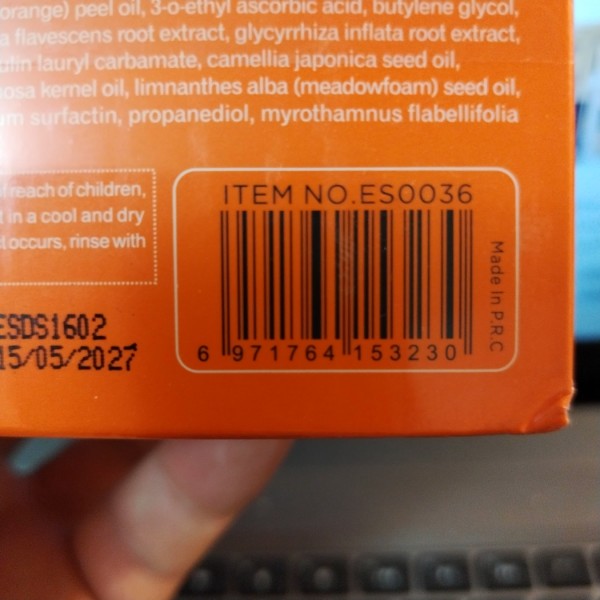 orange) peel oil, 3-o-ethyl ascorbic acid, butylene glycol,
flavescens root extract, glycyrrhiza inflata root extract,
lauryl carbamate, camellia japonica seed oil,
kernel oil, limnanthes alba (meadowfoam) seed oil,
surfactin, propanediol, myrothamnus flabellifolia
of reach of children,
in a cool and dry
occurs, rinse with
ESDS1602
15/05/2027
ITEM NO.ES0036
6 971764 153230
Made In P.R.C